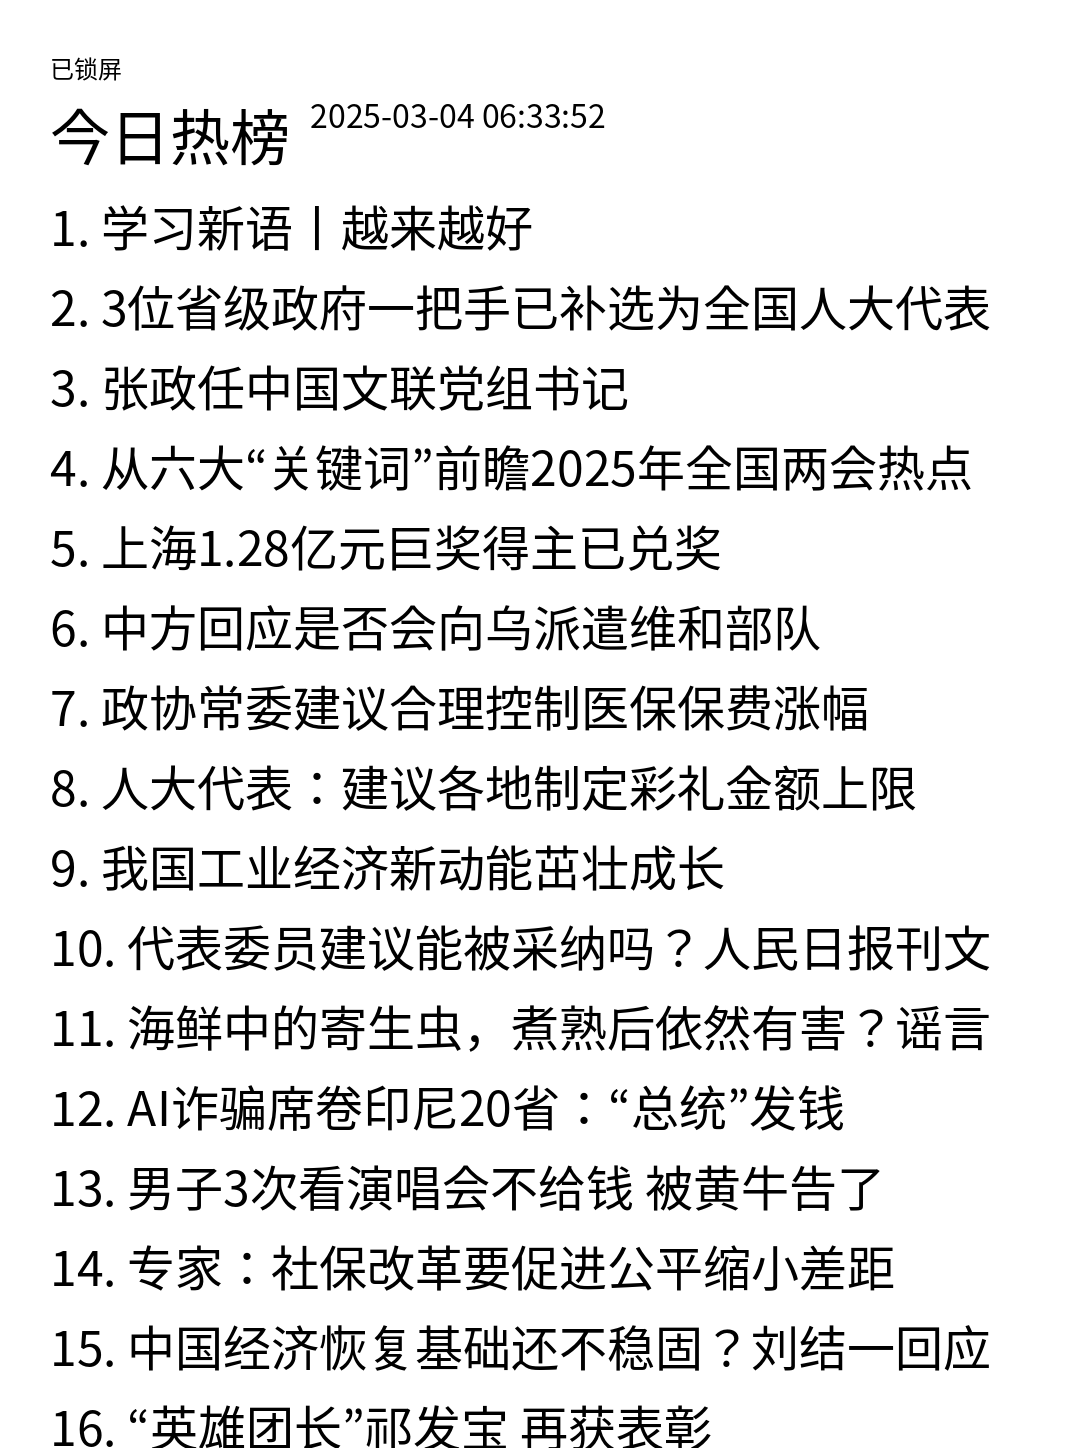 已锁屏
今日热榜 2025-03-04 06:33:52
1. 学习新语丨越来越好
2. 3位省级政府一把手已补选为全国人大代表
3. 张政任中国文联党组书记
4. 从六大“关键词”前瞻2025年全国两会热点
5. 上海1.28亿元巨奖得主已兑奖
6. 中方回应是否会向乌派遣维和部队
7. 政协常委建议合理控制医保保费涨幅
8. 人大代表：建议各地制定彩礼金额上限
9. 我国工业经济新动能茁壮成长
10. 代表委员建议能被采纳吗？人民日报刊文
11. 海鲜中的寄生虫，煮熟后依然有害？谣言
12. AI诈骗席卷印尼20省：“总统”发钱
13. 男子3次看演唱会不给钱 被黄牛告了
14. 专家：社保改革要促进公平缩小差距
15. 中国经济恢复基础还不稳固？刘结一回应
16. “英雄团长”祁发宝 再获表彰